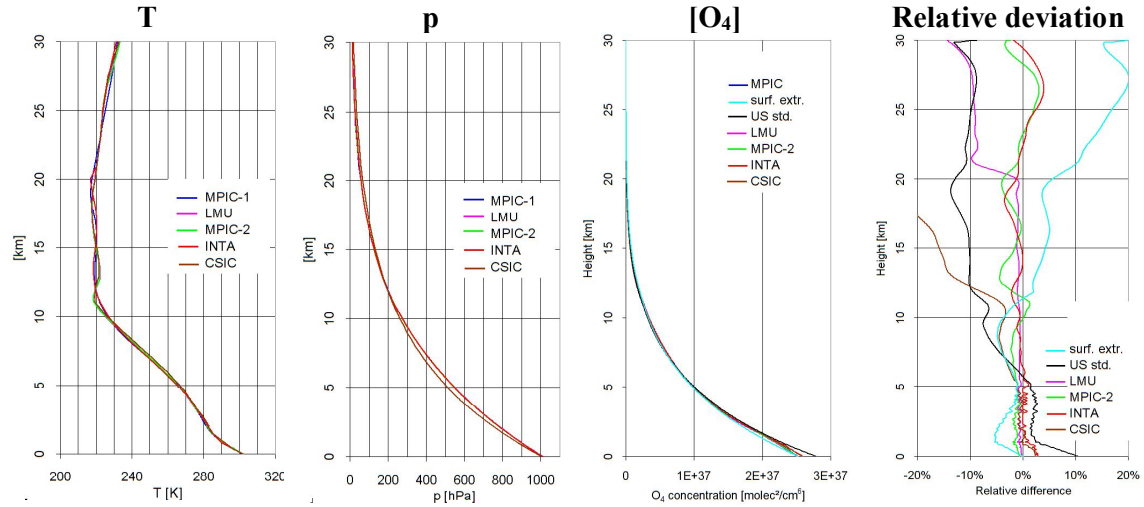 T
30
25
20
15
10
5
0
[km]
MPIC-1
LMU
MPIC-2
INTA
CSIC
200
240
280
320
T [K]
p
30
25
20
15
10
5
0
[km]
MPIC-1
LMU
MPIC-2
INTA
CSIC
0
200
400
600
800
1000
p [hPa]
[O₄]
30
25
20
15
10
5
0
Height [km]
MPIC
surf. extr.
US std.
LMU
MPIC-2
INTA
CSIC
0
1E+37
2E+37
3E+37
O₄ concentration [molec²/cm⁶]
Relative deviation
30
25
20
15
10
5
0
Height [km]
surf. extr.
US std.
LMU
MPIC-2
INTA
CSIC
-20%
-10%
0%
10%
20%
Relative difference